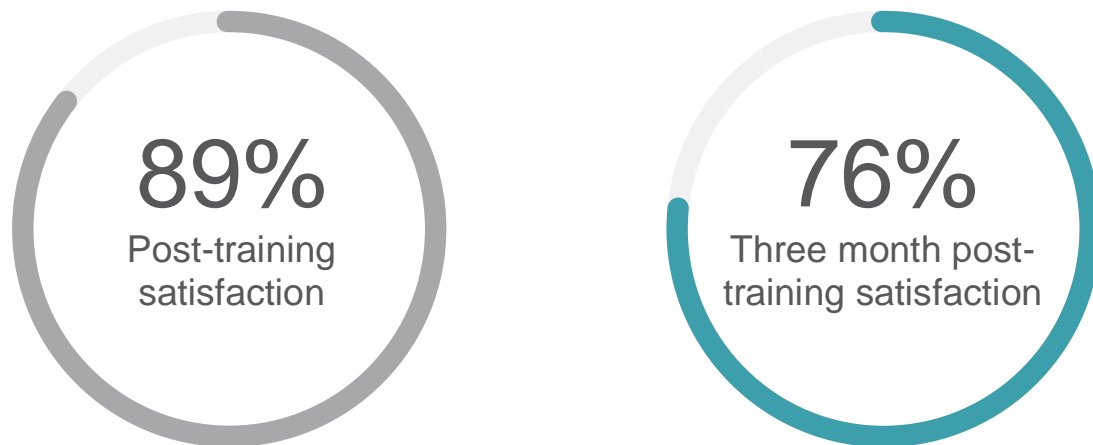 89%
Post-training
satisfaction
76%
Three month post-
training satisfaction